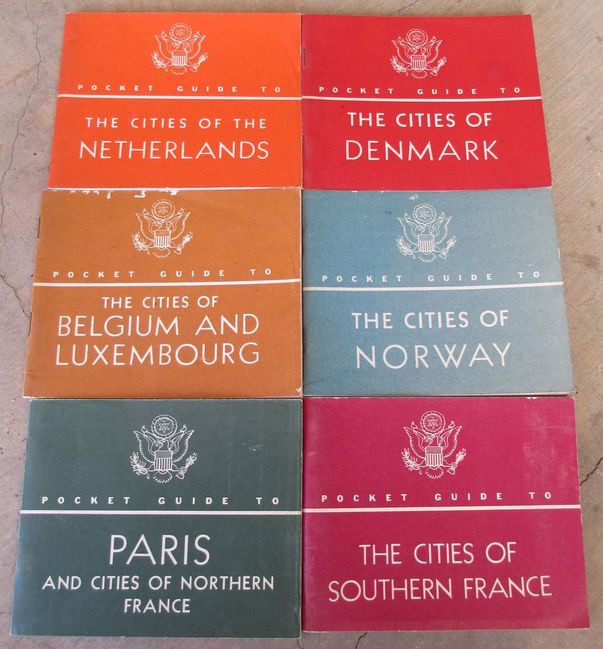 POCKET GUIDE TO
THE CITIES OF THE
NETHERLANDS
POCKET GUIDE TO
THE CITIES OF
DENMARK
POCKET GUIDE TO
THE CITIES OF
BELGIUM AND
LUXEMBOURG
POCKET GUIDE TO
THE CITIES OF
NORWAY
POCKET GUIDE TO
PARIS
AND CITIES OF NORTHERN
FRANCE
POCKET GUIDE TO
THE CITIES OF
SOUTHERN FRANCE